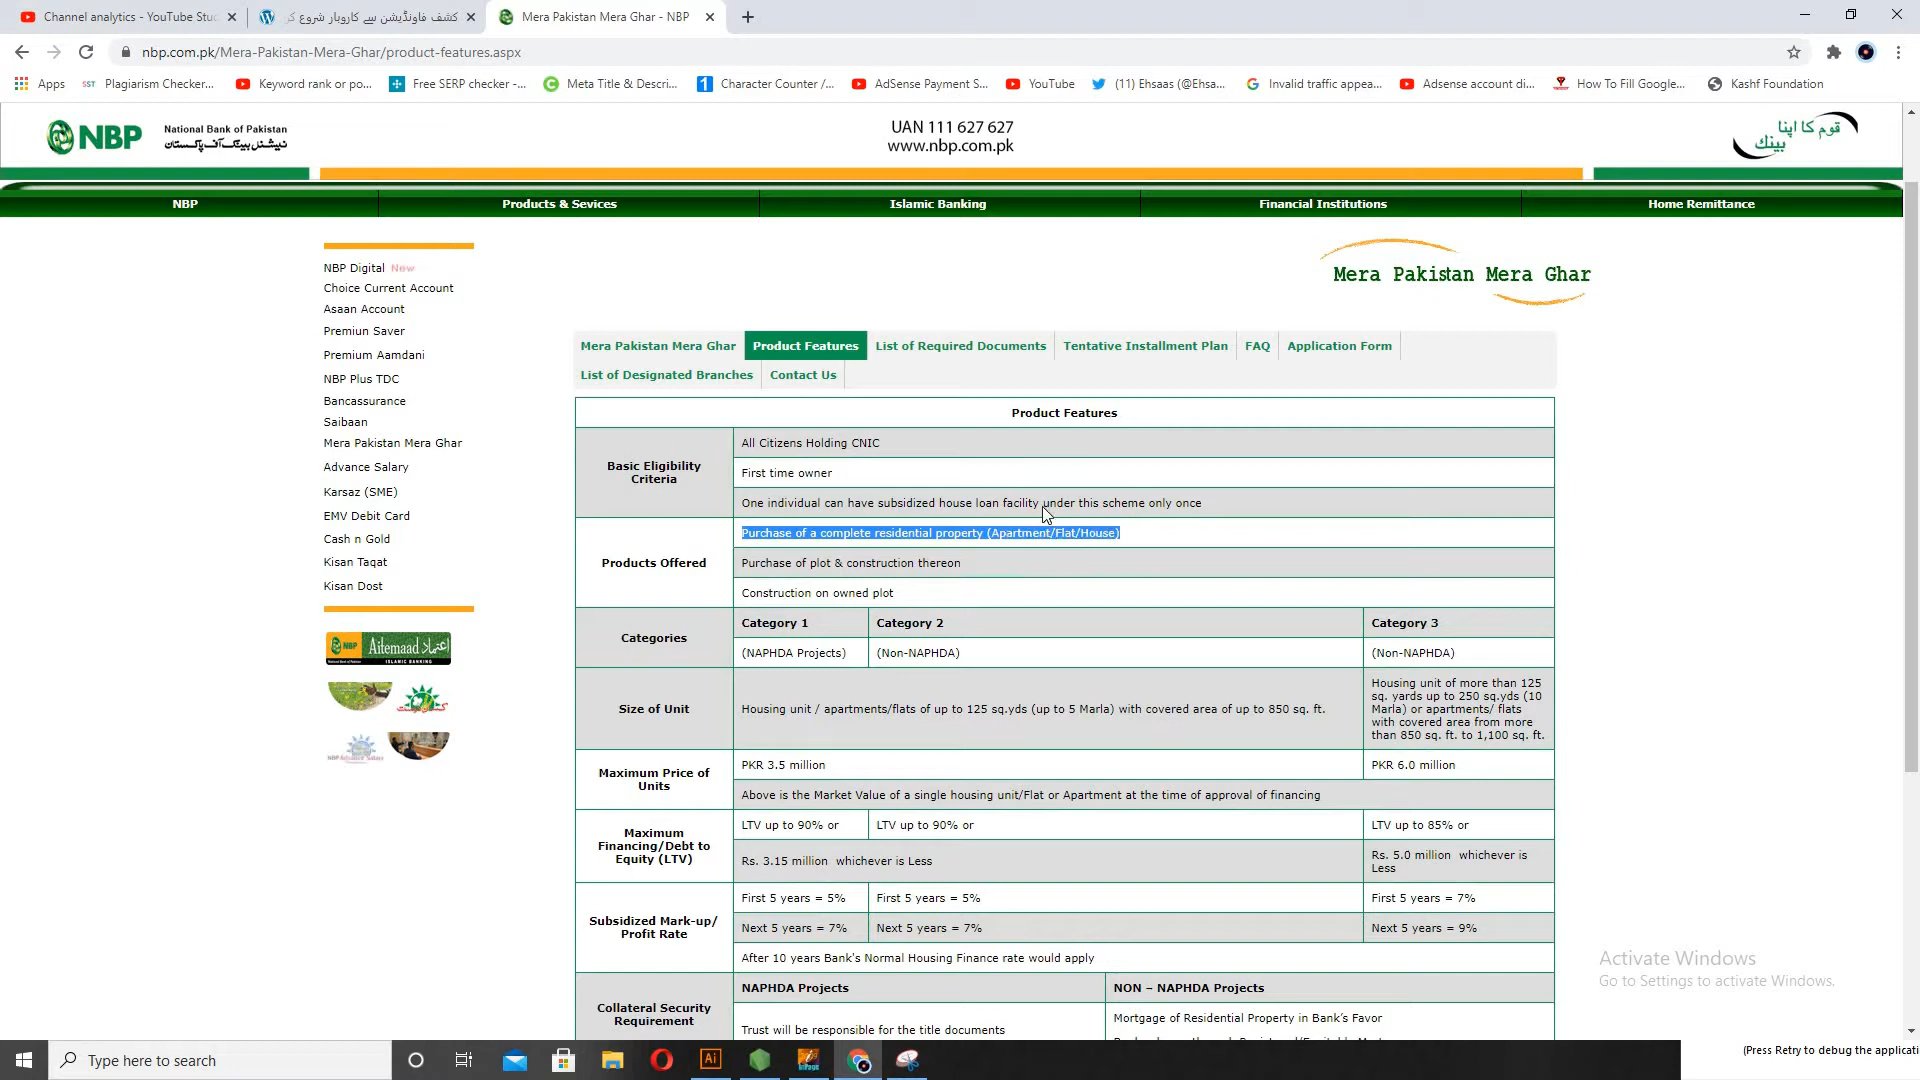 Channel analytics - YouTube Stu
کشف فاونڈیشن سے کاروبار شروع کر
Mera Pakistan Mera Ghar - NBP
nbp.com.pk/Mera-Pakistan-Mera-Ghar/product-features.aspx
Apps
SST Plagiarism Checker...
Keyword rank or po...
Free SERP checker -...
Meta Title & Descri...
1 Character Counter /...
AdSense Payment S...
YouTube
(11) Ehsaas (@Ehsa...
Invalid traffic appea...
Adsense account di...
How To Fill Google...
Kashf Foundation
NBP
National Bank of Pakistan
نیشنل بینک آف پاکستان
UAN 111 627 627
www.nbp.com.pk
قوم کا اپنا
بینك
NBP
Products & Sevices
Islamic Banking
Financial Institutions
Home Remittance
NBP Digital New
Choice Current Account
Asaan Account
Premiun Saver
Premium Aamdani
NBP Plus TDC
Bancassurance
Saibaan
Mera Pakistan Mera Ghar
Advance Salary
Karsaz (SME)
EMV Debit Card
Cash n Gold
Kisan Taqat
Kisan Dost
NBP Aitemaad اعتماد
ISLAMIC BANKING
NBP Advance Salary
Mera Pakistan Mera Ghar
Mera Pakistan Mera Ghar
Product Features
List of Required Documents
Tentative Installment Plan
FAQ
Application Form
List of Designated Branches
Contact Us
Product Features
Basic Eligibility
Criteria
All Citizens Holding CNIC
First time owner
One individual can have subsidized house loan facility under this scheme only once
Products Offered
Purchase of a complete residential property (Apartment/Flat/House)
Purchase of plot & construction thereon
Construction on owned plot
Categories
Category 1
Category 2
Category 3
(NAPHDA Projects)
(Non-NAPHDA)
(Non-NAPHDA)
Size of Unit
Housing unit / apartments/flats of up to 125 sq.yds (up to 5 Marla) with covered area of up to 850 sq. ft.
Housing unit of more than 125
sq. yards up to 250 sq.yds (10
Marla) or apartments/ flats
with covered area from more
than 850 sq. ft. to 1,100 sq. ft.
Maximum Price of
Units
PKR 3.5 million
PKR 6.0 million
Above is the Market Value of a single housing unit/Flat or Apartment at the time of approval of financing
Maximum
Financing/Debt to
Equity (LTV)
LTV up to 90% or
LTV up to 90% or
LTV up to 85% or
Rs. 3.15 million whichever is Less
Rs. 5.0 million whichever is
Less
Subsidized Mark-up/
Profit Rate
First 5 years = 5%
First 5 years = 5%
First 5 years = 7%
Next 5 years = 7%
Next 5 years = 7%
Next 5 years = 9%
After 10 years Bank's Normal Housing Finance rate would apply
Collateral Security
Requirement
NAPHDA Projects
NON – NAPHDA Projects
Trust will be responsible for the title documents
Mortgage of Residential Property in Bank's Favor
Activate Windows
Go to Settings to activate Windows.
Type here to search
Ai
(Press Retry to debug the applicati